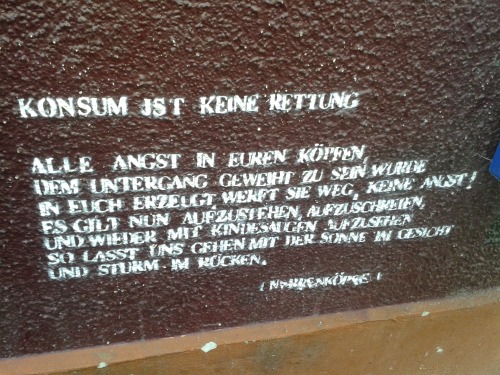 KONSUM IST KEINE RETTUNG
ALLE ANGST IN EUREN KÖPFEN,
DEM UNTERGANG GEWEIHT ZU SEIN WURDE
IN EUCH ERZEUGT WERFT SIE WEG, KEINE ANGST!
ES GILT NUN AUFZUSTEHEN, AUFZUSCHREIEN,
UND WIEDER MIT KINDESAUGEN AUFZUSEHEN
SO LASST UNS GEHEN MIT DER SONNE IM GESICHT
UND STURM IM RÜCKEN.
( NARRENKÖPFE )